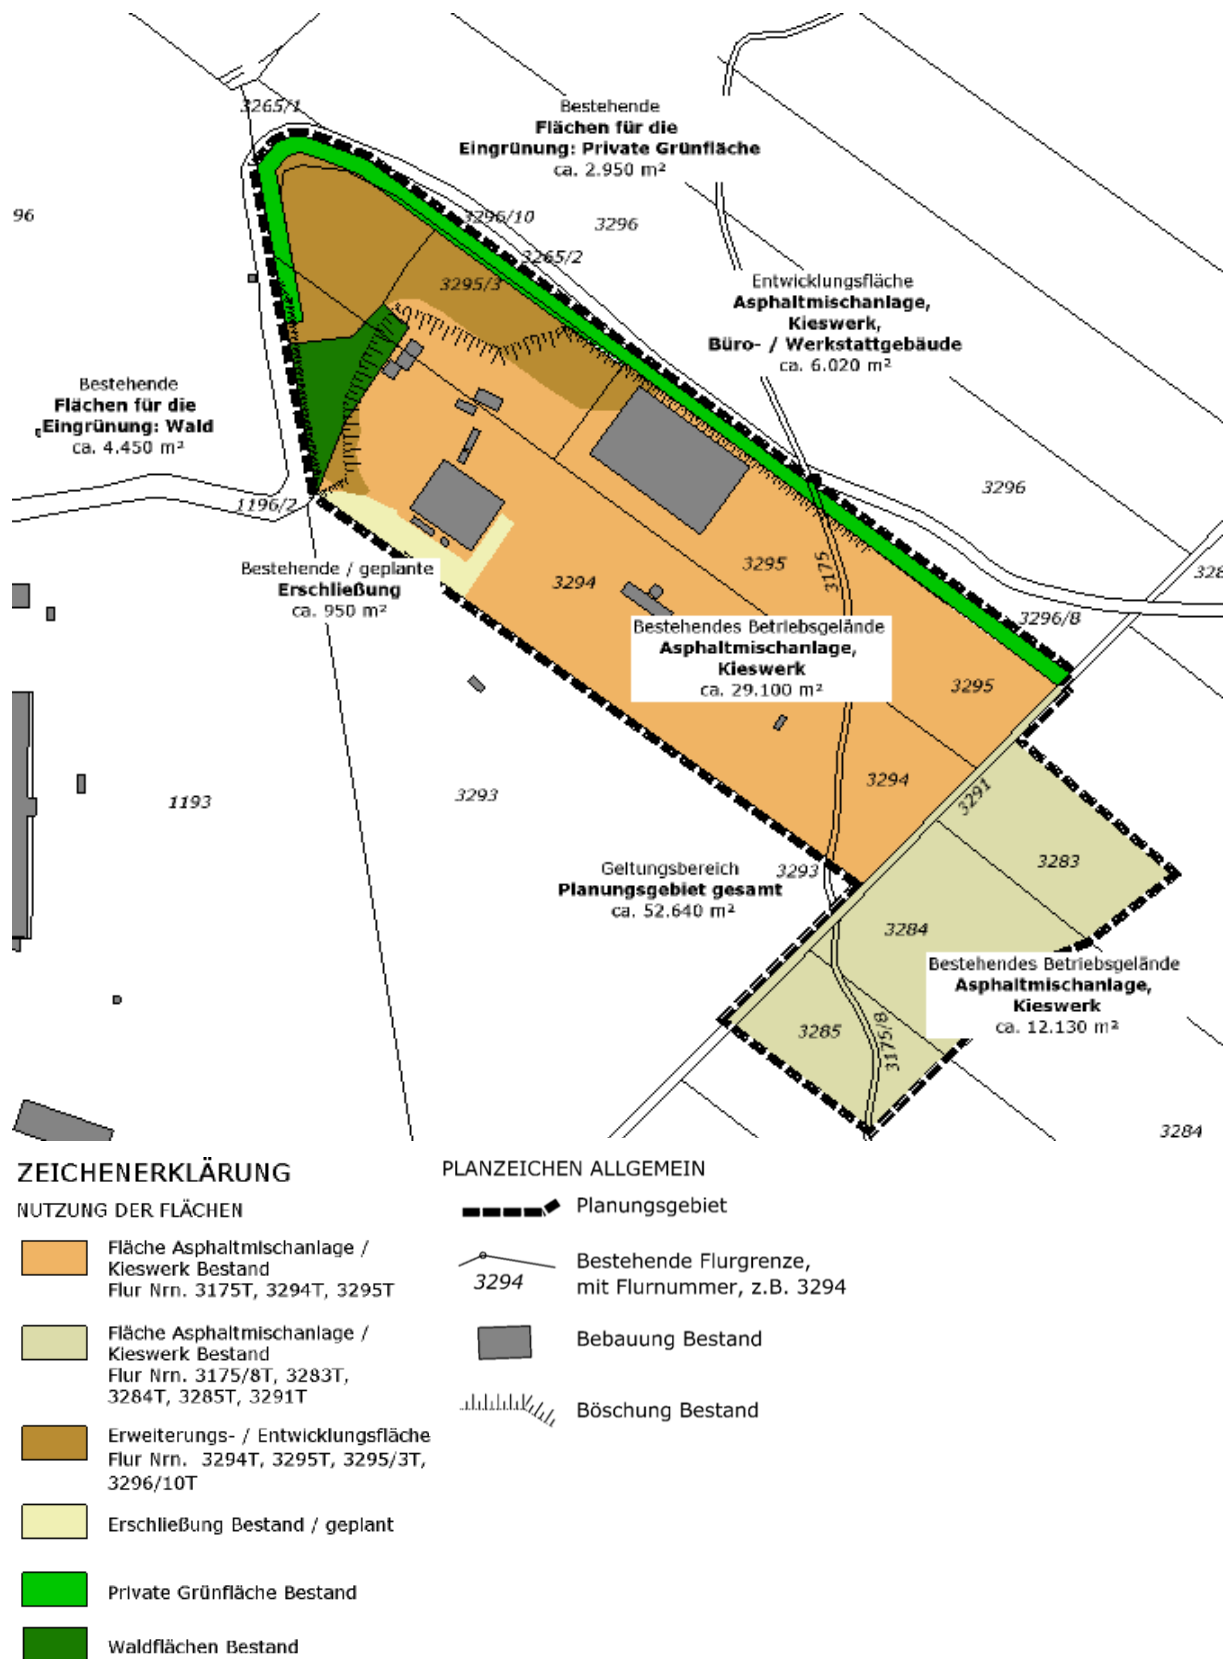 3265/1
Bestehende
Flächen für die
Eingrünung: Private Grünfläche
ca. 2.950 m²
96
3296/10
3296
3265/2
3295/3
Entwicklungsfläche
Asphaltmischanlage,
Kieswerk,
Büro- / Werkstattgebäude
ca. 6.020 m²
Bestehende
Flächen für die
Eingrünung: Wald
ca. 4.450 m²
1196/2
3296
Bestehende / geplante
Erschließung
ca. 950 m²
3294
3295
3175
328
3296/8
Bestehendes Betriebsgelände
Asphaltmischanlage,
Kieswerk
ca. 29.100 m²
3295
3294
3291
1193
3293
Geltungsbereich
Planungsgebiet gesamt
ca. 52.640 m²
3293
3283
3284
Bestehendes Betriebsgelände
Asphaltmischanlage,
Kieswerk
ca. 12.130 m²
3285
3175/8
3284
ZEICHENERKLÄRUNG
NUTZUNG DER FLÄCHEN
Fläche Asphaltmischanlage /
Kieswerk Bestand
Flur Nrn. 3175T, 3294T, 3295T
Fläche Asphaltmischanlage /
Kieswerk Bestand
Flur Nrn. 3175/8T, 3283T,
3284T, 3285T, 3291T
Erweiterungs- / Entwicklungsfläche
Flur Nrn. 3294T, 3295T, 3295/3T,
3296/10T
Erschließung Bestand / geplant
Private Grünfläche Bestand
Waldflächen Bestand
PLANZEICHEN ALLGEMEIN
Planungsgebiet
3294
Bestehende Flurgrenze,
mit Flurnummer, z.B. 3294
Bebauung Bestand
Böschung Bestand